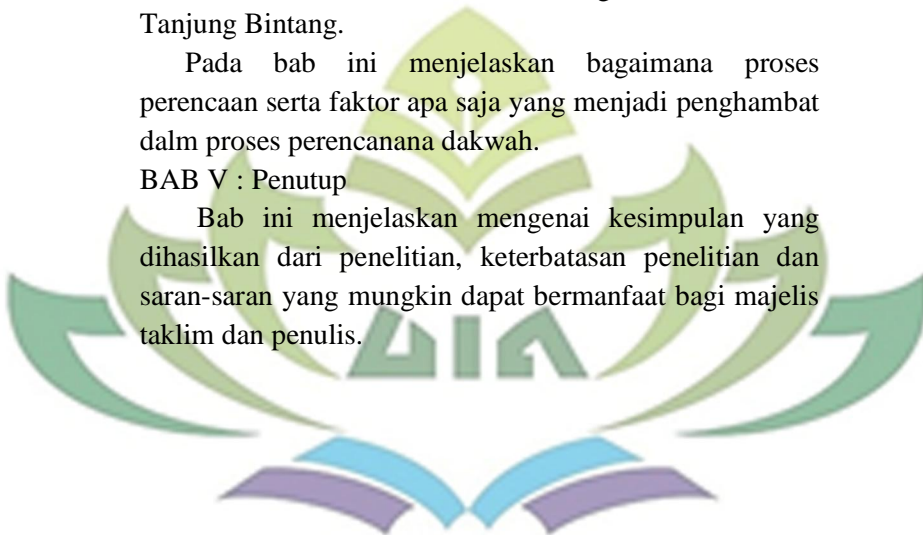 Tanjung Bintang.
Pada bab ini menjelaskan bagaimana proses
perencaan serta faktor apa saja yang menjadi penghambat
dalm proses perencanana dakwah.
BAB V : Penutup
Bab ini menjelaskan mengenai kesimpulan yang
dihasilkan dari penelitian, keterbatasan penelitian dan
saran-saran yang mungkin dapat bermanfaat bagi majelis
taklim dan penulis.
UIN